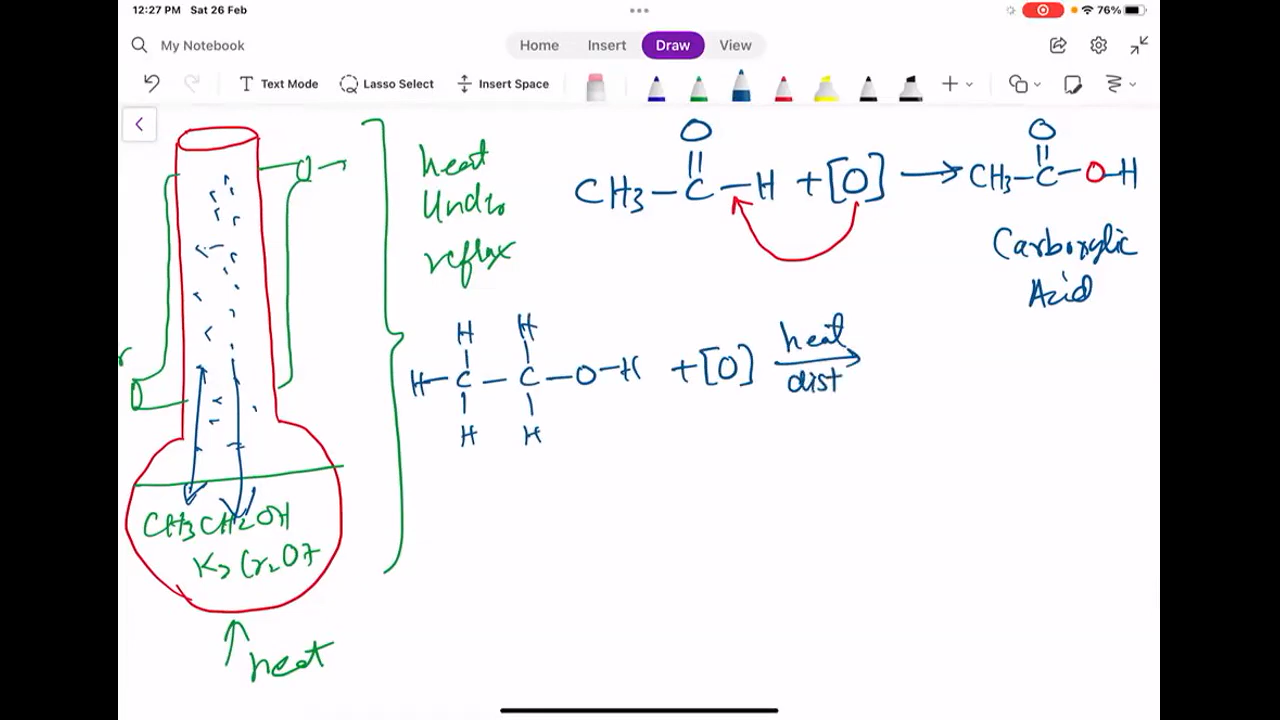 12:27 PM Sat 26 Feb
76%
My Notebook
Home Insert Draw View
Text Mode Lasso Select Insert Space
heat
Under
reflux
CH3CH2OH
K2Cr2O7
heat
O
CH3-C-H + [O] → CH3-C-O-H
O
Carboxylic
Acid
H H
H-C-C-O-H + [O] heat
dist
H H